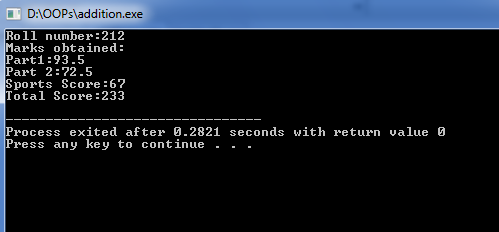 D:\OOPs\addition.exe
Roll number:212
Marks obtained:
Part1:93.5
Part 2:72.5
Sports Score:67
Total Score:233
--------------------------------
Process exited after 0.2821 seconds with return value 0
Press any key to continue . . .